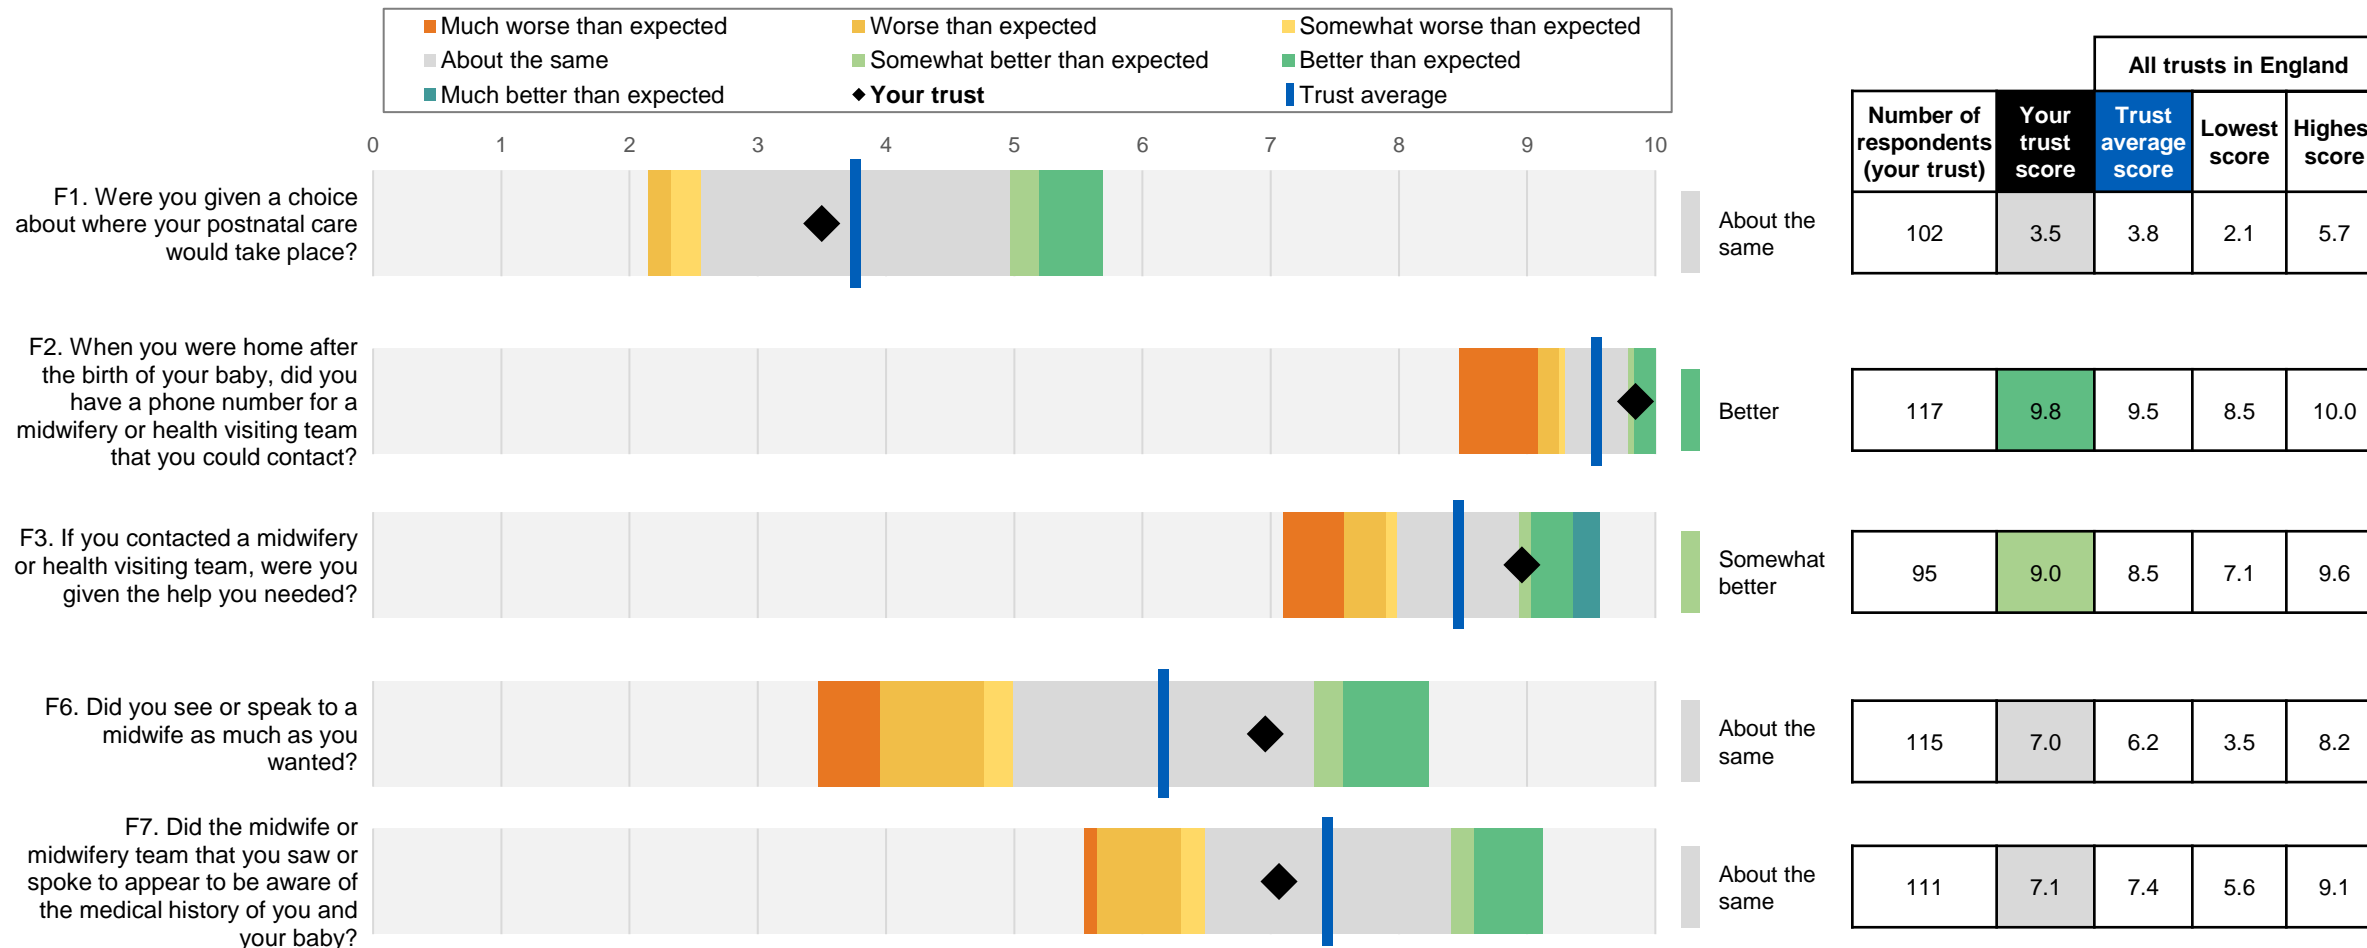 Much worse than expected
Worse than expected
Somewhat worse than expected
About the same
Somewhat better than expected
Better than expected
Much better than expected
Your trust
Trust average
All trusts in England
Number of
respondents
(your trust)
Your
trust
score
Trust
average
score
Lowest
score
Highes
score
0 1 2 3 4 5 6 7 8 9 10
F1. Were you given a choice
about where your postnatal care
would take place?
About the
same
102 3.5 3.8 2.1 5.7
F2. When you were home after
the birth of your baby, did you
have a phone number for a
midwifery or health visiting team
that you could contact?
Better
117 9.8 9.5 8.5 10.0
F3. If you contacted a midwifery
or health visiting team, were you
given the help you needed?
Somewhat
better
95 9.0 8.5 7.1 9.6
F6. Did you see or speak to a
midwife as much as you
wanted?
About the
same
115 7.0 6.2 3.5 8.2
F7. Did the midwife or
midwifery team that you saw or
spoke to appear to be aware of
the medical history of you and
your baby?
About the
same
111 7.1 7.4 5.6 9.1